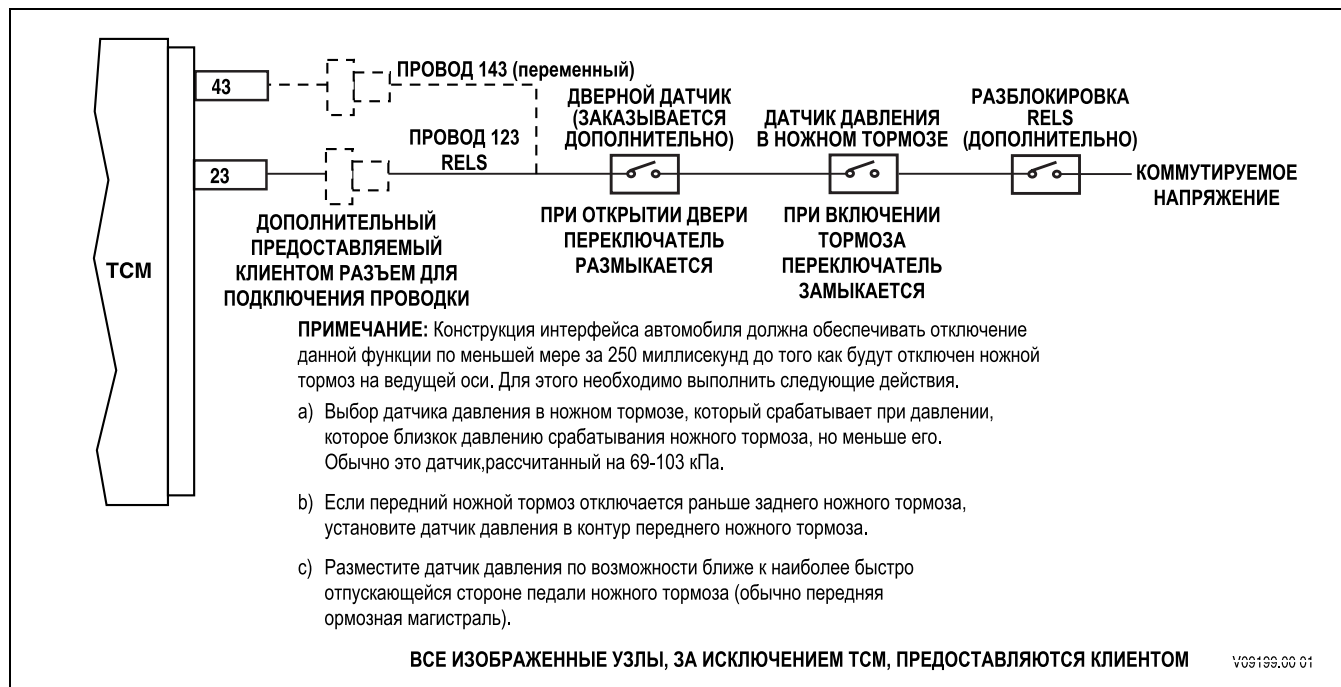 43
ПРОВОД 143 (переменный)
ДВЕРНОЙ ДАТЧИК
(ЗАКАЗЫВАЕТСЯ
ДОПОЛНИТЕЛЬНО)
ДАТЧИК ДАВЛЕНИЯ
В НОЖНОМ ТОРМОЗЕ
РАЗБЛОКИРОВКА
RELS
(ДОПОЛНИТЕЛЬНО)
ПРОВОД 123
RELS
23
КОММУТИРУЕМОЕ
НАПРЯЖЕНИЕ
ДОПОЛНИТЕЛЬНЫЙ
ПРЕДОСТАВЛЯЕМЫЙ
КЛИЕНТОМ РАЗЪЕМ ДЛЯ
ПОДКЛЮЧЕНИЯ ПРОВОДКИ
ПРИ ОТКРЫТИИ ДВЕРИ
ПЕРЕКЛЮЧАТЕЛЬ
РАЗМЫКАЕТСЯ
ПРИ ВКЛЮЧЕНИИ
ТОРМОЗА
ПЕРЕКЛЮЧАТЕЛЬ
ЗАМЫКАЕТСЯ
TCM
ПРИМЕЧАНИЕ: Конструкция интерфейса автомобиля должна обеспечивать отключение
данной функции по меньшей мере за 250 миллисекунд до того как будут отключен ножной
тормоз на ведущей оси. Для этого необходимо выполнить следующие действия.
a) Выбор датчика давления в ножном тормозе, который срабатывает при давлении,
которое близкок давлению срабатывания ножного тормоза, но меньше его.
Обычно это датчик,рассчитанный на 69-103 кПа.
b) Если передний ножной тормоз отключается раньше заднего ножного тормоза,
установите датчик давления в контур переднего ножного тормоза.
c) Разместите датчик давления по возможности ближе к наиболее быстро
отпускающейся стороне педали ножного тормоза (обычно передняя
ормозная магистраль).
ВСЕ ИЗОБРАЖЕННЫЕ УЗЛЫ, ЗА ИСКЛЮЧЕНИЕМ TCM, ПРЕДОСТАВЛЯЮТСЯ КЛИЕНТОМ
V09199.00 01